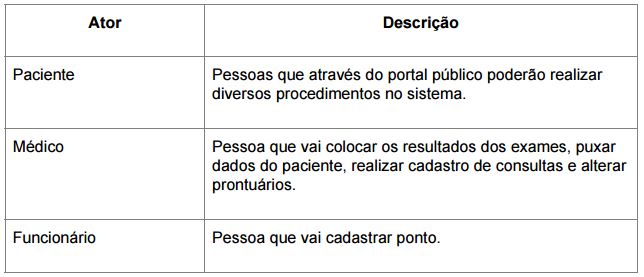 Ator Descrição
Paciente Pessoas que através do portal público poderão realizar
diversos procedimentos no sistema.
Médico Pessoa que vai colocar os resultados dos exames, puxar
dados do paciente, realizar cadastro de consultas e alterar
prontuários.
Funcionário Pessoa que vai cadastrar ponto.